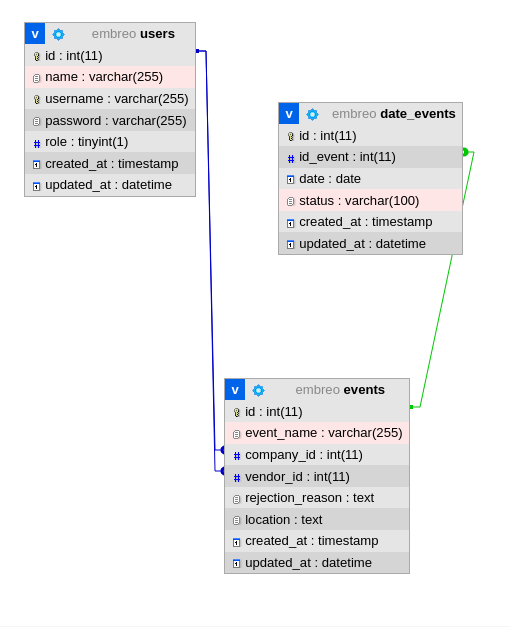 v embreo users
id : int(11)
name : varchar(255)
username : varchar(255)
password : varchar(255)
role : tinyint(1)
created_at : timestamp
updated_at : datetime
v embreo date_events
id : int(11)
id_event : int(11)
date : date
status : varchar(100)
created_at : timestamp
updated_at : datetime
v embreo events
id : int(11)
event_name : varchar(255)
company_id : int(11)
vendor_id : int(11)
rejection_reason : text
location : text
created_at : timestamp
updated_at : datetime